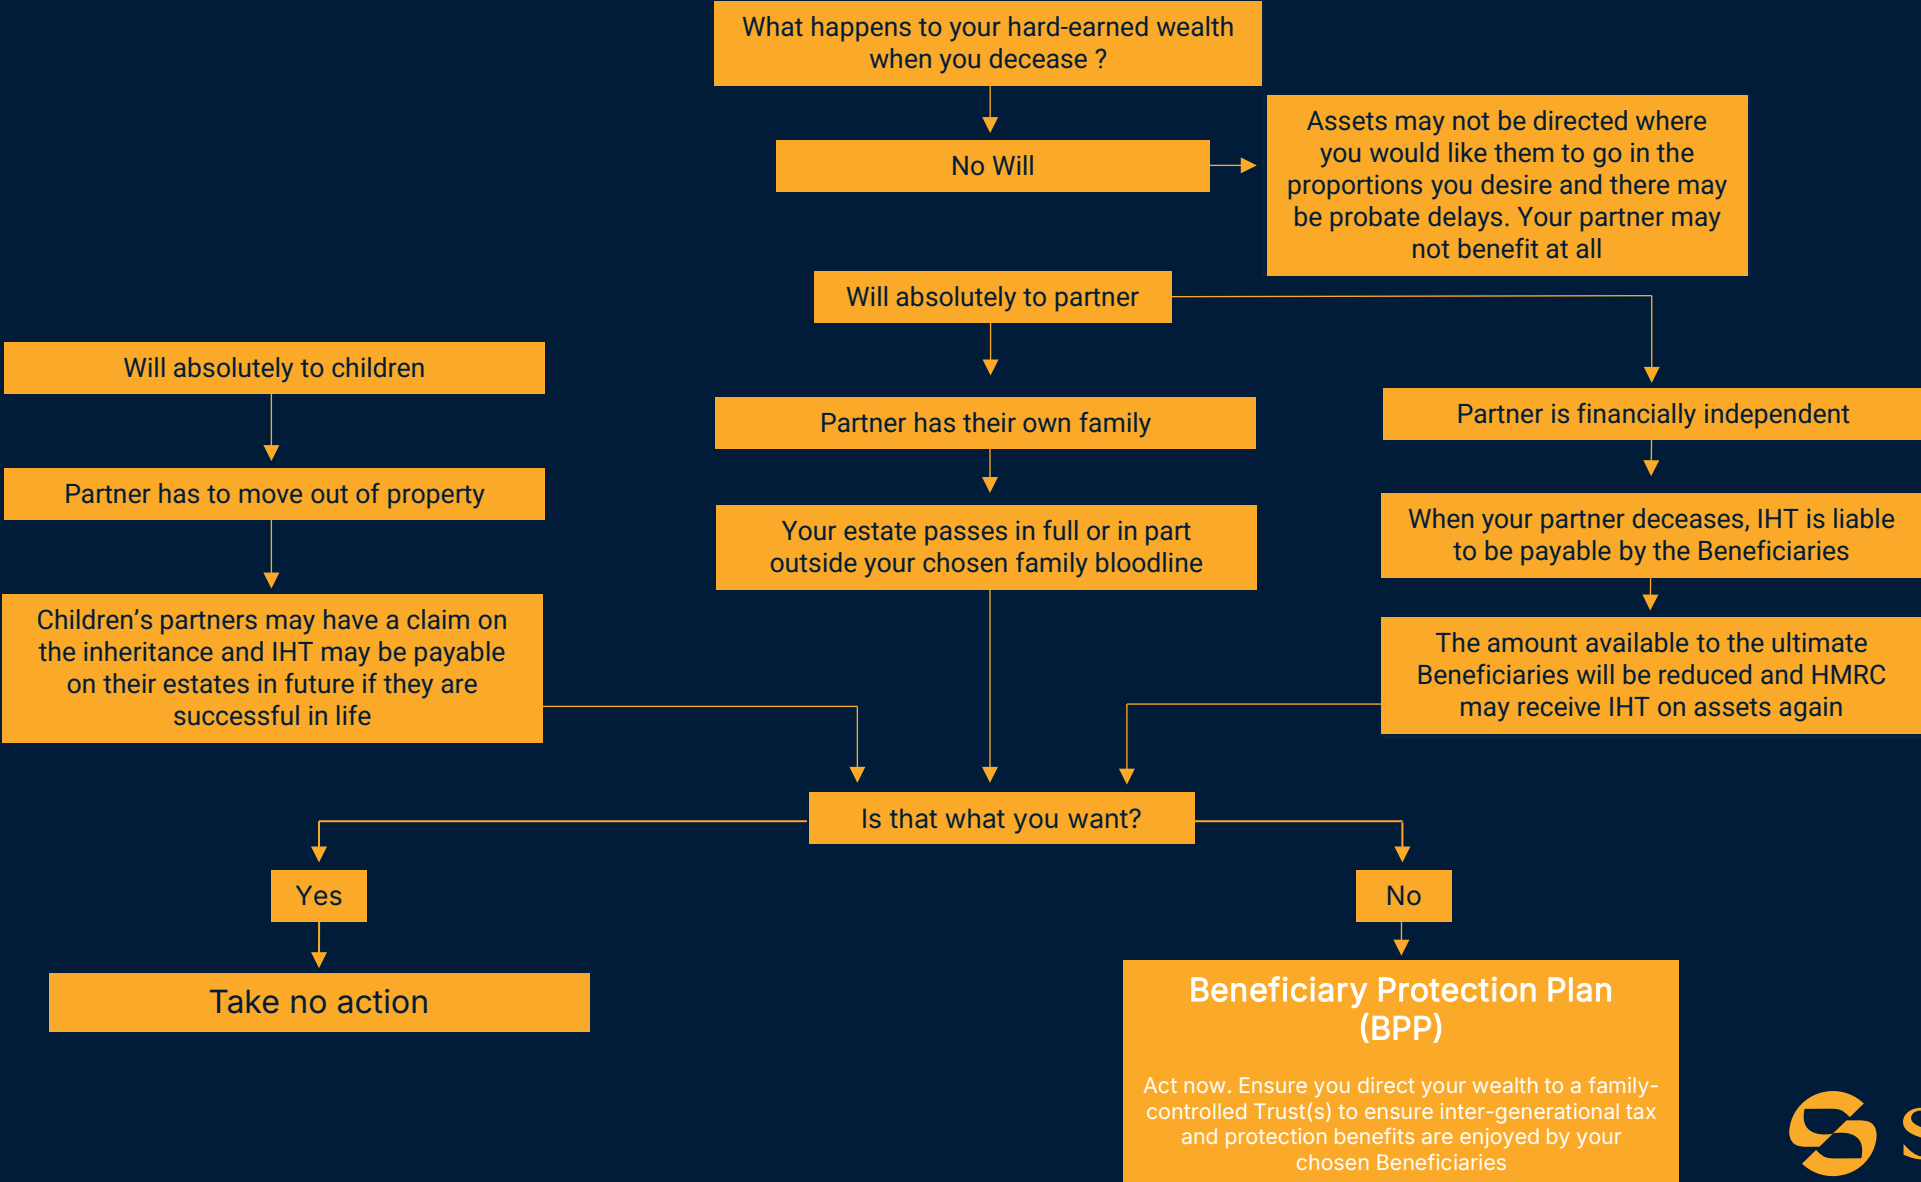 What happens to your hard-earned wealth
when you decease ?
No Will
Assets may not be directed where
you would like them to go in the
proportions you desire and there may
be probate delays. Your partner may
not benefit at all
Will absolutely to partner
Will absolutely to children
Partner has to move out of property
Children’s partners may have a claim on
the inheritance and IHT may be payable
on their estates in future if they are
successful in life
Partner has their own family
Your estate passes in full or in part
outside your chosen family bloodline
Partner is financially independent
When your partner deceases, IHT is liable
to be payable by the Beneficiaries
The amount available to the ultimate
Beneficiaries will be reduced and HMRC
may receive IHT on assets again
Is that what you want?
Yes
No
Take no action
Beneficiary Protection Plan
(BPP)
Act now. Ensure you direct your wealth to a family-
controlled Trust(s) to ensure inter-generational tax
and protection benefits are enjoyed by your
chosen Beneficiaries